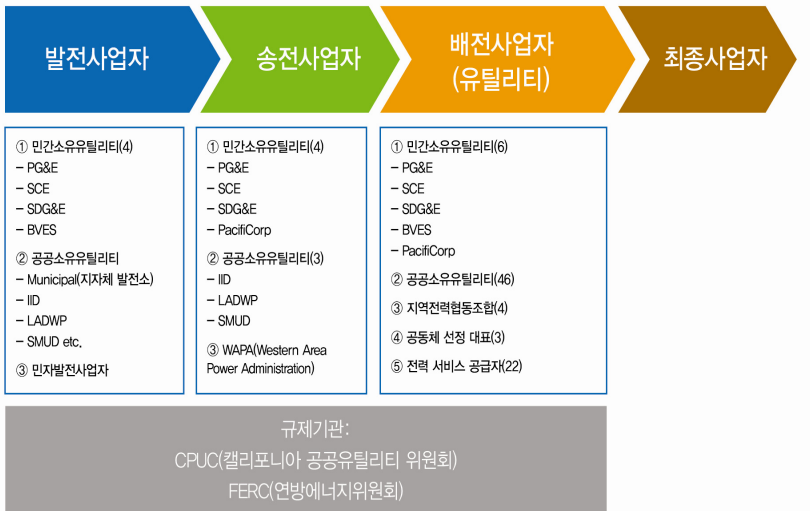 발전사업자
송전사업자
배전사업자
(유틸리티)
최종사업자
① 민간소유유틸리티(4)
– PG&E
– SCE
– SDG&E
– BVES
② 공공소유유틸리티
– Municipal(지자체 발전소)
– IID
– LADWP
– SMUD etc.
③ 민자발전사업자
① 민간소유유틸리티(4)
– PG&E
– SCE
– SDG&E
– PacifiCorp
② 공공소유유틸리티(3)
– IID
– LADWP
– SMUD
③ WAPA(Western Area
Power Administration)
① 민간소유유틸리티(6)
– PG&E
– SCE
– SDG&E
– BVES
– PacifiCorp
② 공공소유유틸리티(46)
③ 지역전력협동조합(4)
④ 공동체 선정 대표(3)
⑤ 전력 서비스 공급자(22)
규제기관:
CPUC(캘리포니아 공공유틸리티 위원회)
FERC(연방에너지위원회)